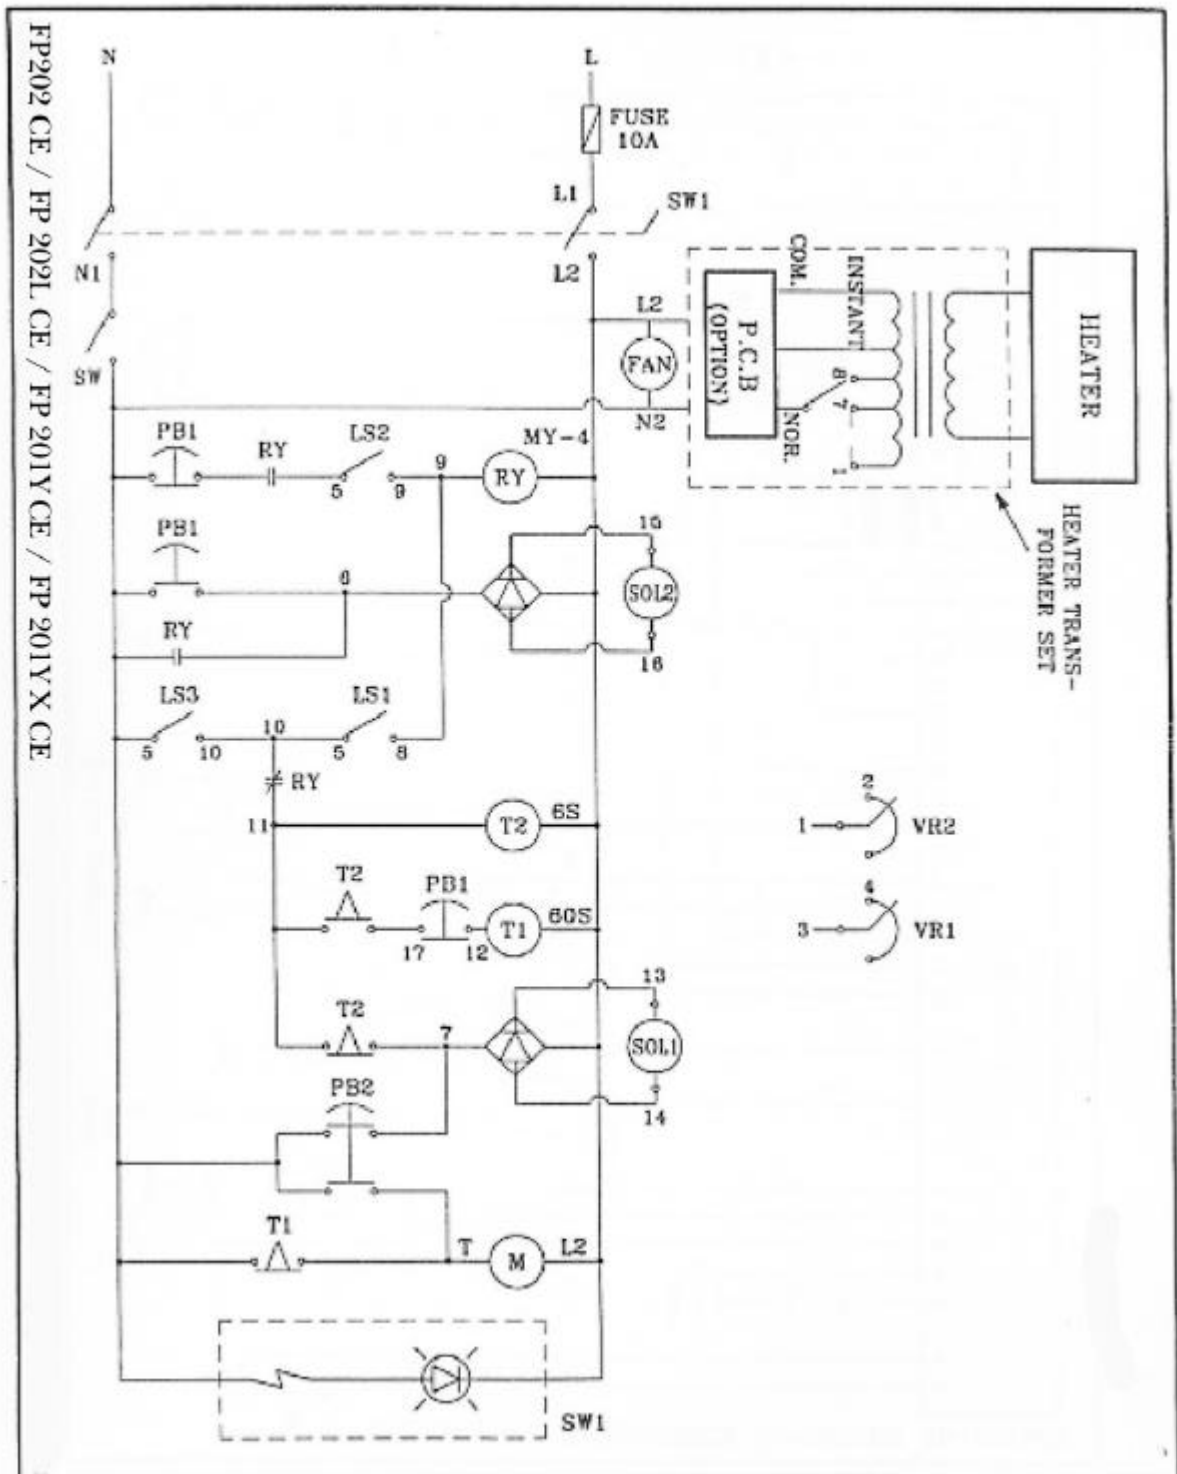 FP202 CE / FP 202L CE / FP 201Y CE / FP 201YX CE
N
L
FUSE
10A
L1
SW1
N1
L2
SW
L2
FAN
N2
COM.
INSTANT
P.C.B
(OPTION)
8
7
1
NOR.
HEATER
HEATER TRANS-
FORMER SET
PB1
RY
LS2
5
9
9
MY-4
RY
PB1
6
15
SOL2
16
RY
LS3
5
10
10
LS1
5
8
RY
11
T2
6S
2
1
VR2
T2
PB1
17
12
T1
60S
4
3
VR1
T2
7
13
SOL1
14
PB2
T1
T
M
L2
SW1